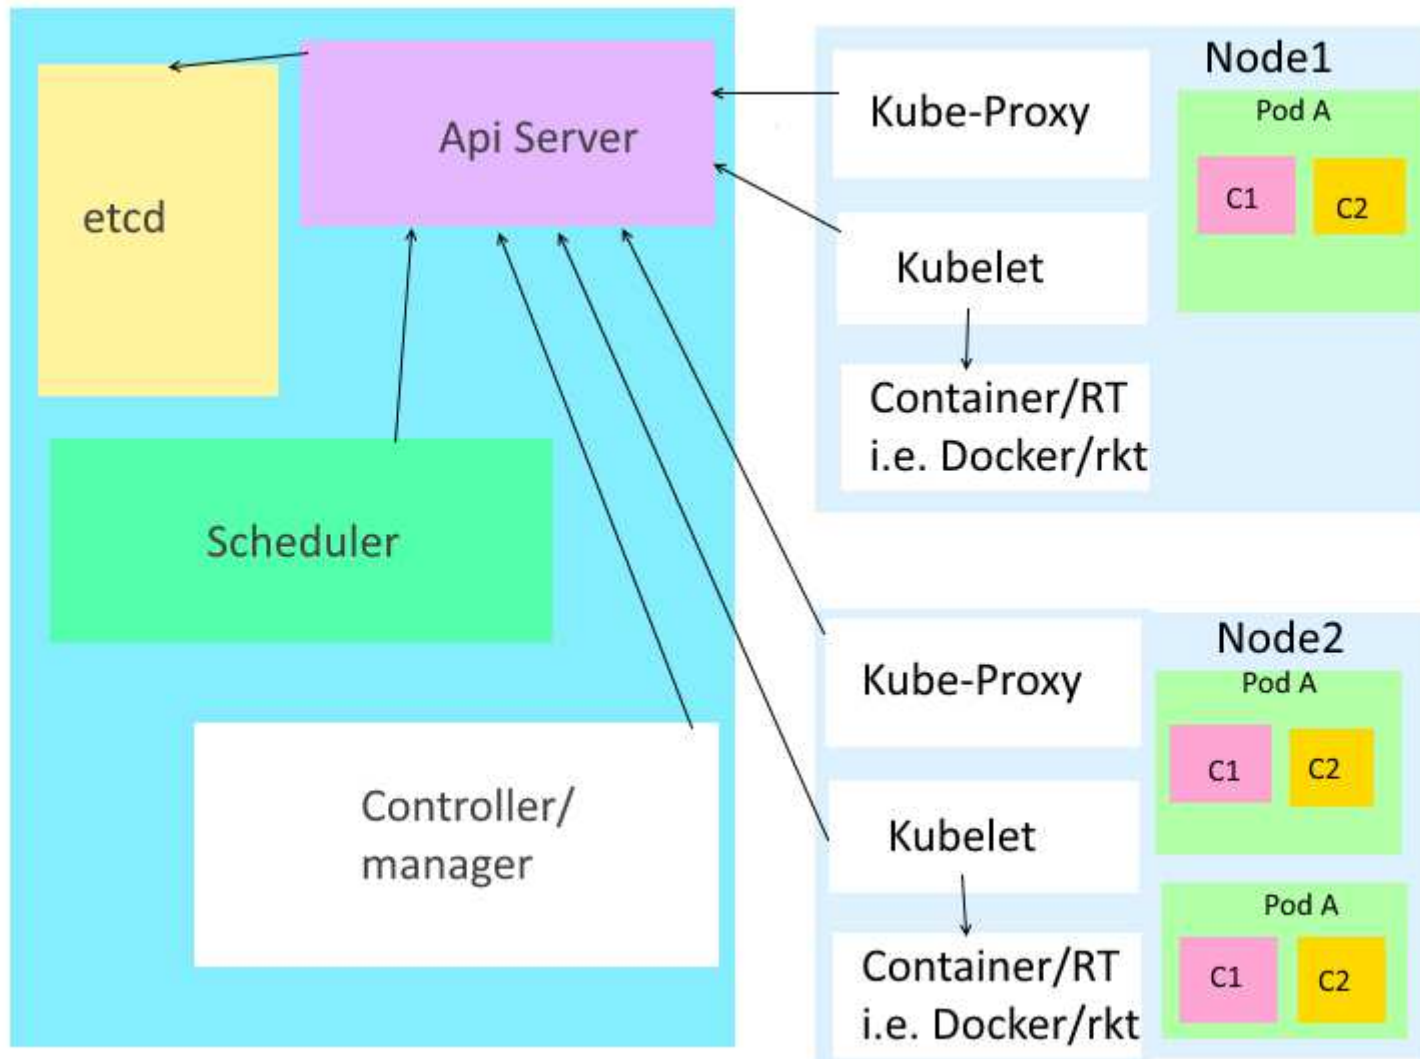 Api Server
etcd
Scheduler
Controller/
manager
Node1
Kube-Proxy
Pod A
C1
C2
Kubelet
Container/RT
i.e. Docker/rkt
Node2
Kube-Proxy
Pod A
C1
C2
Kubelet
Pod A
Container/RT
i.e. Docker/rkt
C1
C2